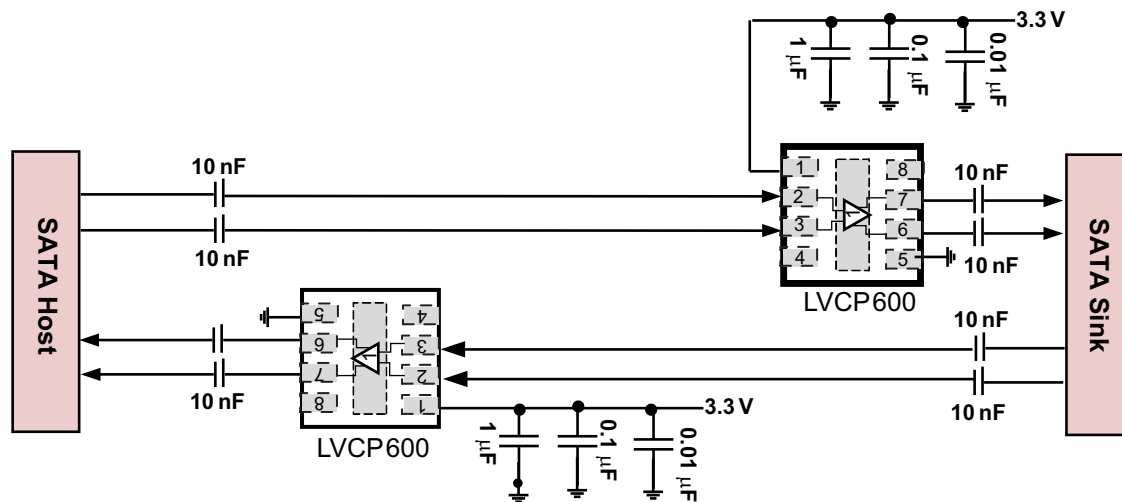 3.3 V
1 µF
0.1 µF
0.01 µF
SATA Host
10 nF
10 nF
1
2
3
4
8
7
6
5
1
LVCP600
10 nF
10 nF
SATA Sink
10 nF
10 nF
5
6
7
8
4
3
2
1
1
LVCP600
10 nF
10 nF
3.3 V
1 µF
0.1 µF
0.01 µF